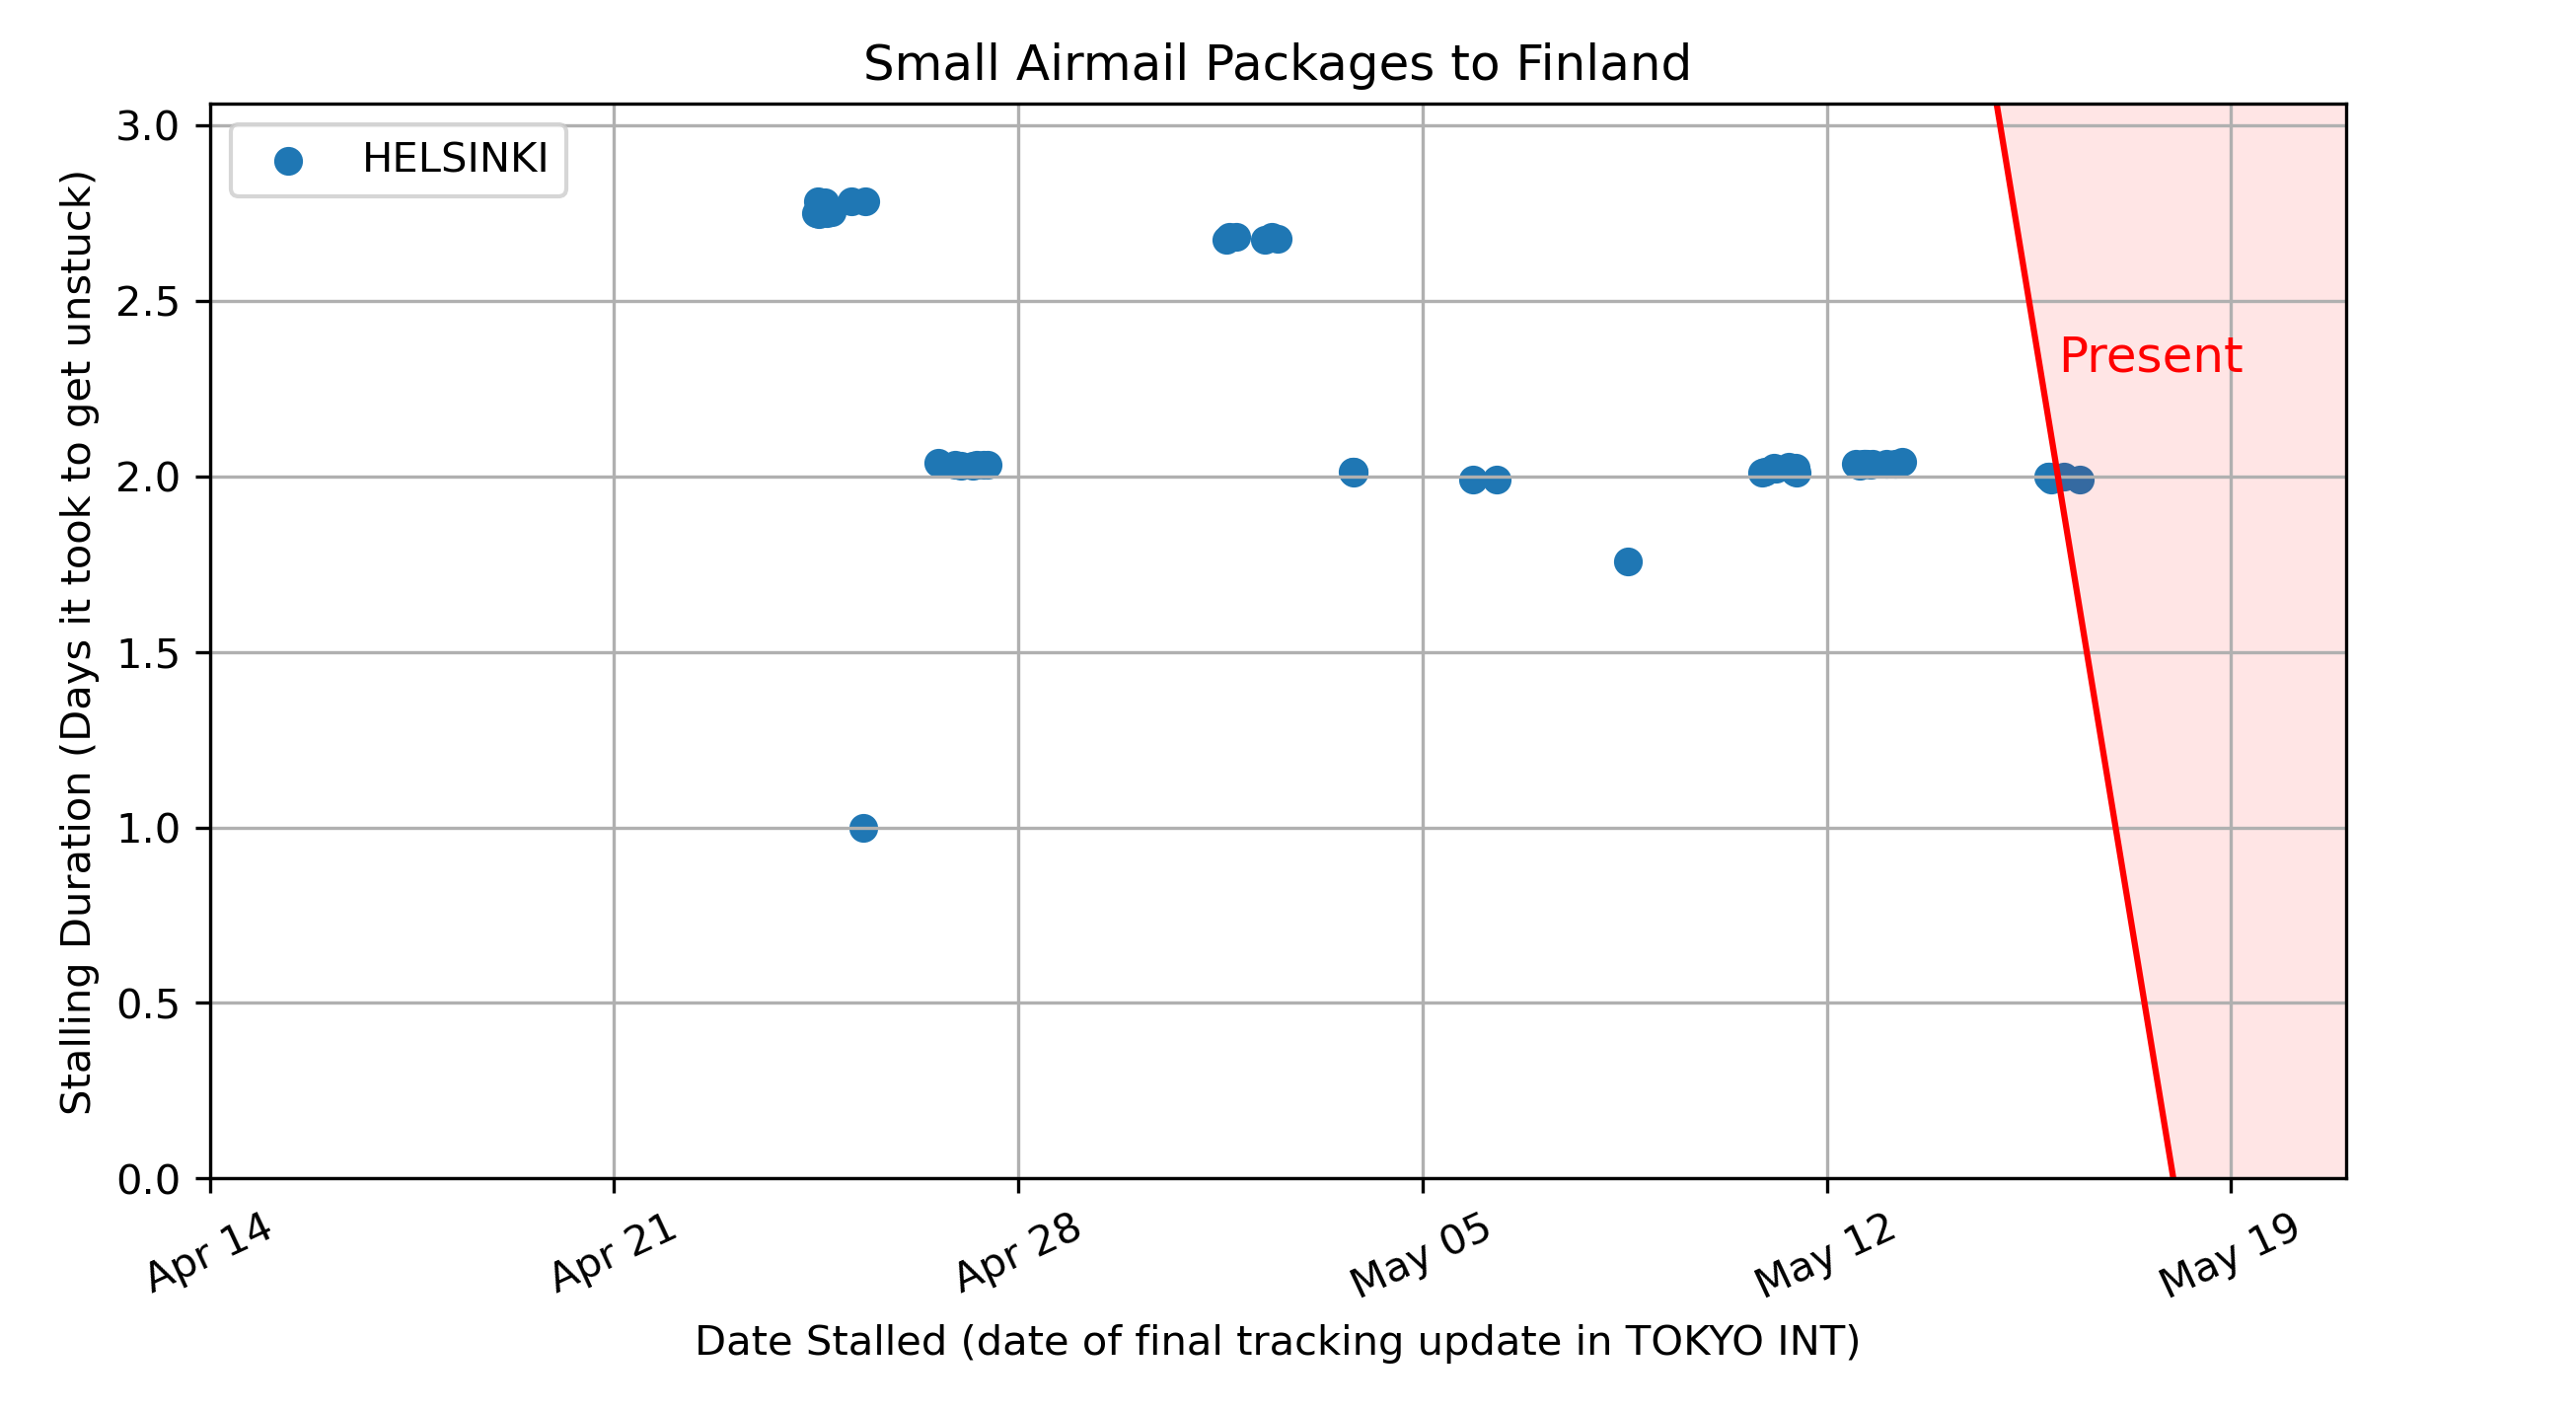 Small Airmail Packages to Finland
HELSINKI
Present
Stalling Duration (Days it took to get unstuck)
3.0
2.5
2.0
1.5
1.0
0.5
0.0
Apr 14
Apr 21
Apr 28
May 05
May 12
May 19
Date Stalled (date of final tracking update in TOKYO INT)